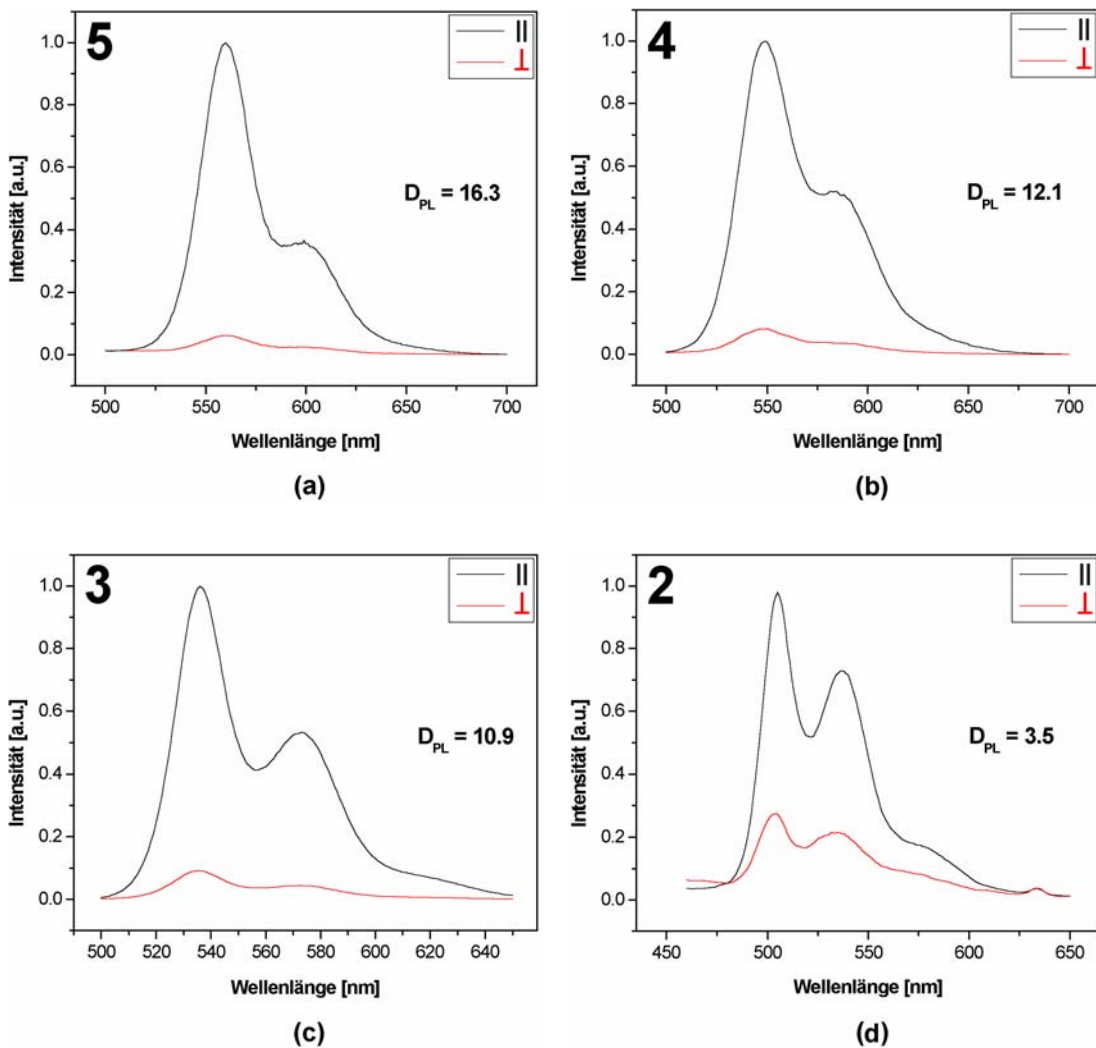 5
||
⊥
1.0
0.8
0.6
0.4
0.2
0.0
Intensität [a.u.]
D_PL = 16.3
500 550 600 650 700
Wellenlänge [nm]
(a)
4
||
⊥
1.0
0.8
0.6
0.4
0.2
0.0
Intensität [a.u.]
D_PL = 12.1
500 550 600 650 700
Wellenlänge [nm]
(b)
3
||
⊥
1.0
0.8
0.6
0.4
0.2
0.0
Intensität [a.u.]
D_PL = 10.9
500 520 540 560 580 600 620 640
Wellenlänge [nm]
(c)
2
||
⊥
1.0
0.8
0.6
0.4
0.2
0.0
Intensität [a.u.]
D_PL = 3.5
450 500 550 600 650
Wellenlänge [nm]
(d)